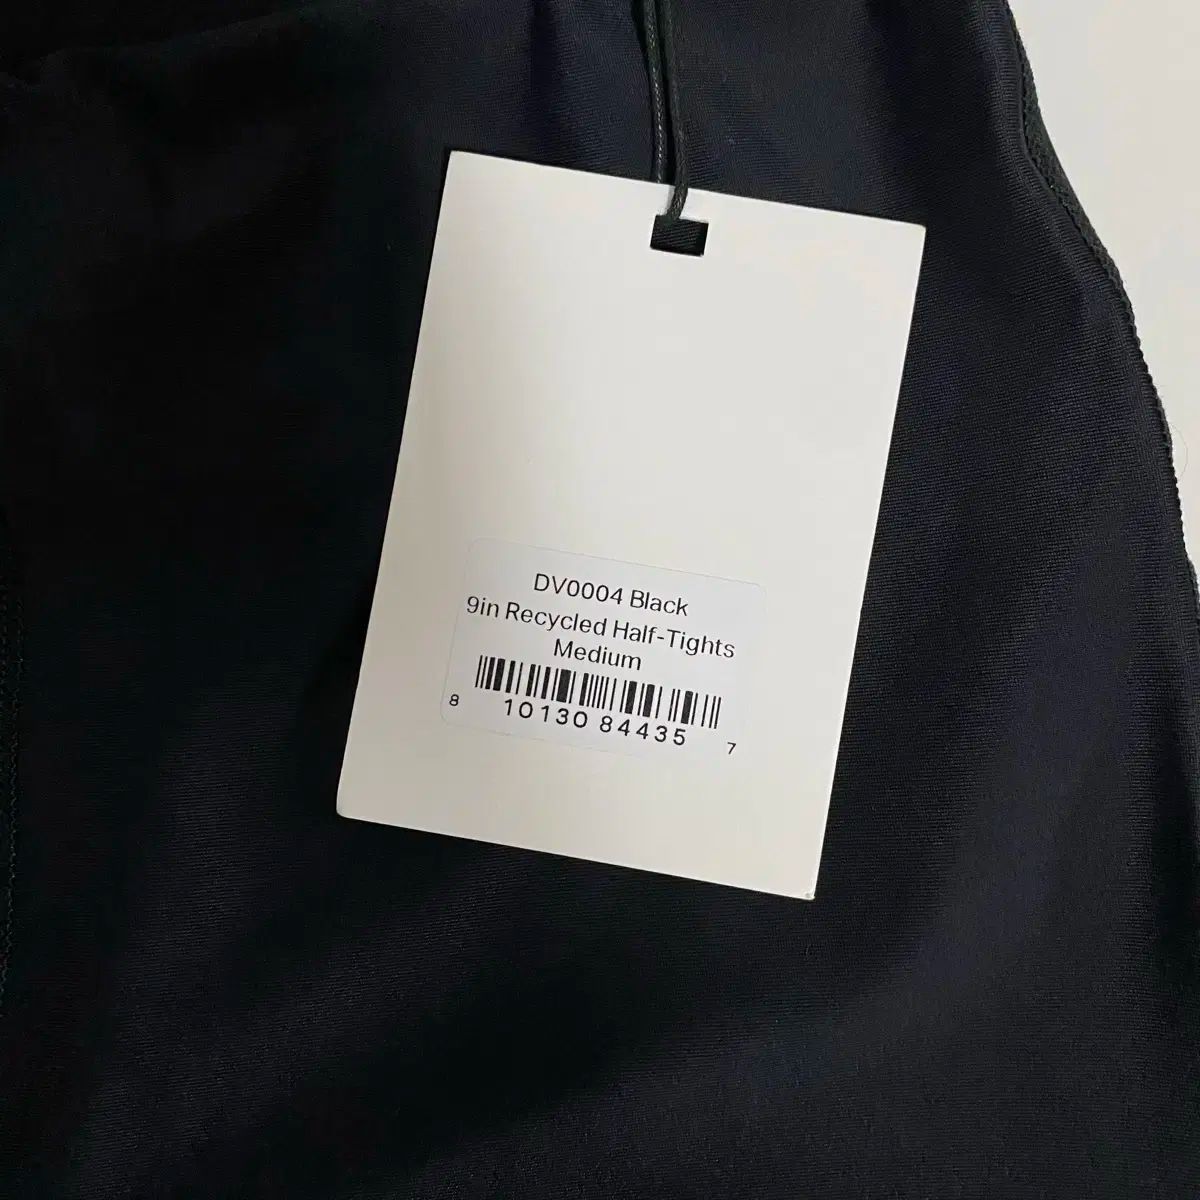 DV0004 Black
9in Recycled Half-Tights
Medium
8 10130 84435 7